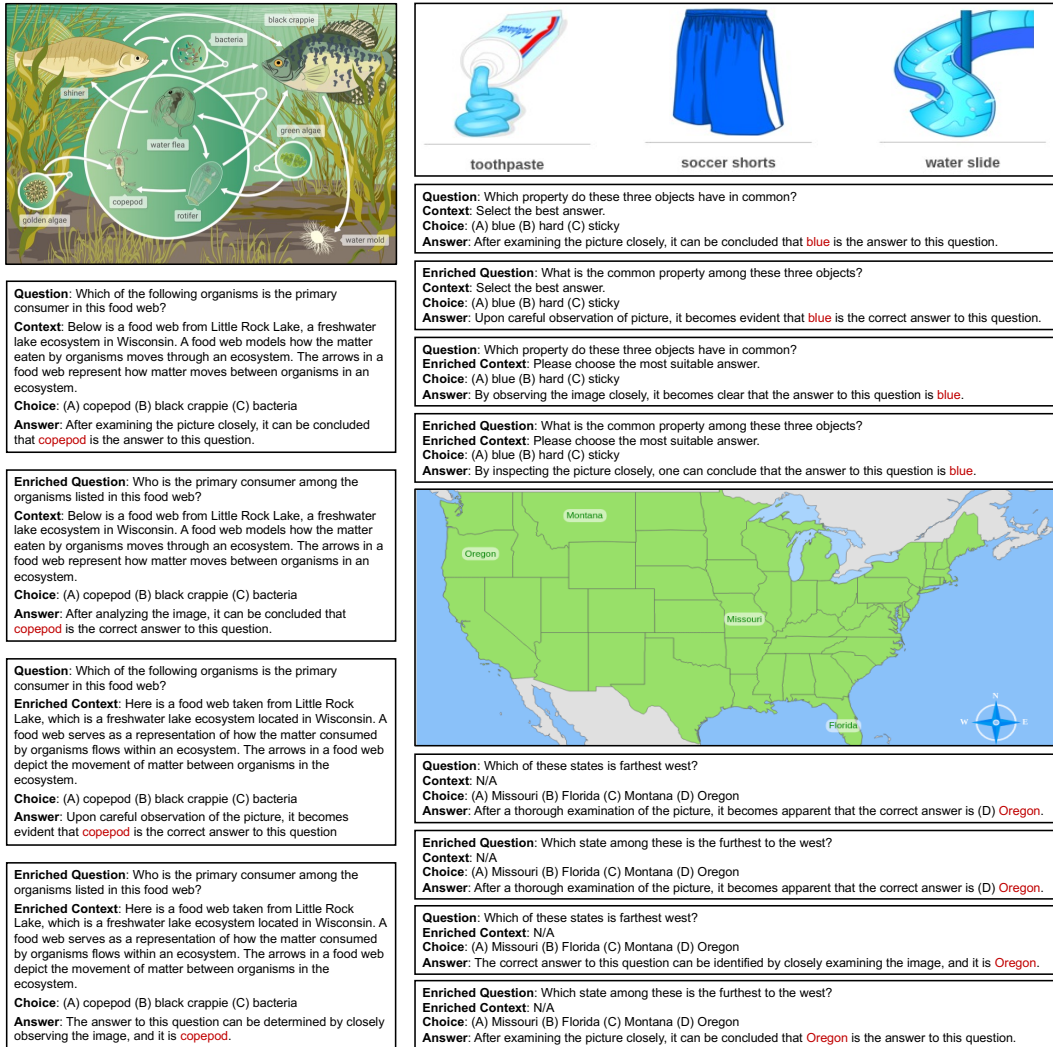 black crappie
bacteria
shiner
water flea
green algae
golden algae
copepod
rotifer
water mold
Question: Which of the following organisms is the primary
consumer in this food web?
Context: Below is a food web from Little Rock Lake, a freshwater
lake ecosystem in Wisconsin. A food web models how the matter
eaten by organisms moves through an ecosystem. The arrows in a
food web represent how matter moves between organisms in an
ecosystem.
Choice: (A) copepod (B) black crappie (C) bacteria
Answer: After examining the picture closely, it can be concluded
that copepod is the answer to this question.
Enriched Question: Who is the primary consumer among the
organisms listed in this food web?
Context: Below is a food web from Little Rock Lake, a freshwater
lake ecosystem in Wisconsin. A food web models how the matter
eaten by organisms moves through an ecosystem. The arrows in a
food web represent how matter moves between organisms in an
ecosystem.
Choice: (A) copepod (B) black crappie (C) bacteria
Answer: After analyzing the image, it can be concluded that
copepod is the correct answer to this question.
Question: Which of the following organisms is the primary
consumer in this food web?
Enriched Context: Here is a food web taken from Little Rock
Lake, which is a freshwater lake ecosystem located in Wisconsin. A
food web serves as a representation of how the matter consumed
by organisms flows within an ecosystem. The arrows in a food web
depict the movement of matter between organisms in the
ecosystem.
Choice: (A) copepod (B) black crappie (C) bacteria
Answer: Upon careful observation of the picture, it becomes
evident that copepod is the correct answer to this question
Enriched Question: Who is the primary consumer among the
organisms listed in this food web?
Enriched Context: Here is a food web taken from Little Rock
Lake, which is a freshwater lake ecosystem located in Wisconsin. A
food web serves as a representation of how the matter consumed
by organisms flows within an ecosystem. The arrows in a food web
depict the movement of matter between organisms in the
ecosystem.
Choice: (A) copepod (B) black crappie (C) bacteria
Answer: The answer to this question can be determined by closely
observing the image, and it is copepod.
toothpaste
soccer shorts
water slide
Question: Which property do these three objects have in common?
Context: Select the best answer.
Choice: (A) blue (B) hard (C) sticky
Answer: After examining the picture closely, it can be concluded that blue is the answer to this question.
Enriched Question: What is the common property among these three objects?
Context: Select the best answer.
Choice: (A) blue (B) hard (C) sticky
Answer: Upon careful observation of picture, it becomes evident that blue is the correct answer to this question.
Question: Which property do these three objects have in common?
Enriched Context: Please choose the most suitable answer.
Choice: (A) blue (B) hard (C) sticky
Answer: By observing the image closely, it becomes clear that the answer to this question is blue.
Enriched Question: What is the common property among these three objects?
Enriched Context: Please choose the most suitable answer.
Choice: (A) blue (B) hard (C) sticky
Answer: By inspecting the picture closely, one can conclude that the answer to this question is blue.
Montana
Oregon
Missouri
Florida
N
W E
S
Question: Which of these states is farthest west?
Context: N/A
Choice: (A) Missouri (B) Florida (C) Montana (D) Oregon
Answer: After a thorough examination of the picture, it becomes apparent that the correct answer is (D) Oregon.
Enriched Question: Which state among these is the furthest to the west?
Context: N/A
Choice: (A) Missouri (B) Florida (C) Montana (D) Oregon
Answer: After a thorough examination of the picture, it becomes apparent that the correct answer is (D) Oregon.
Question: Which of these states is farthest west?
Enriched Context: N/A
Choice: (A) Missouri (B) Florida (C) Montana (D) Oregon
Answer: The correct answer to this question can be identified by closely examining the image, and it is Oregon.
Enriched Question: Which state among these is the furthest to the west?
Enriched Context: N/A
Choice: (A) Missouri (B) Florida (C) Montana (D) Oregon
Answer: After examining the picture closely, it can be concluded that Oregon is the answer to this question.